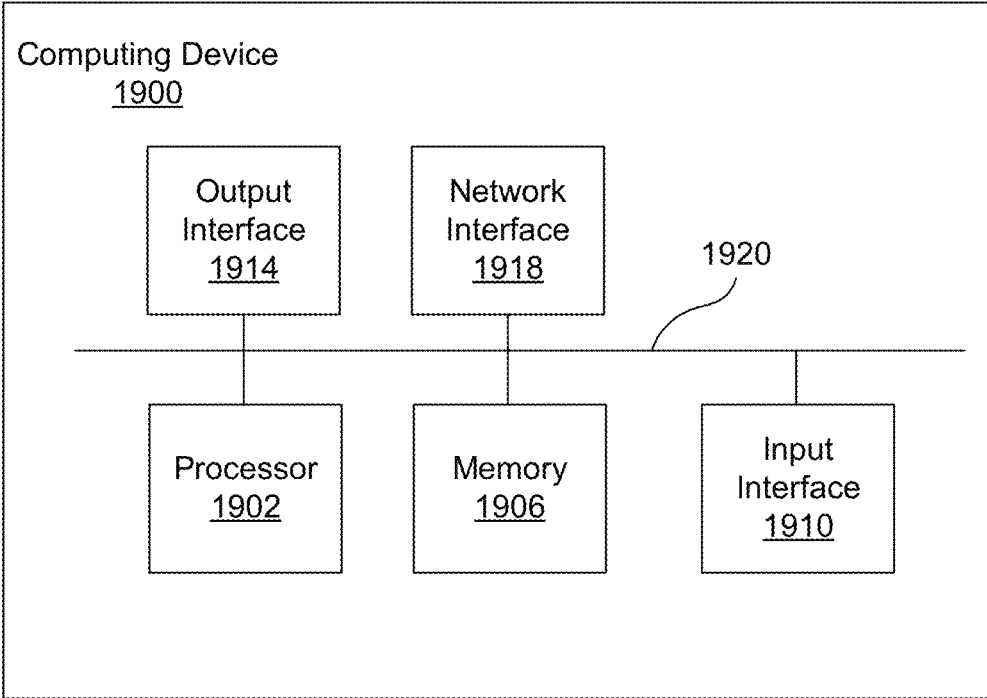 Computing Device
1900
Output
Interface
1914
Network
Interface
1918
1920
Processor
1902
Memory
1906
Input
Interface
1910